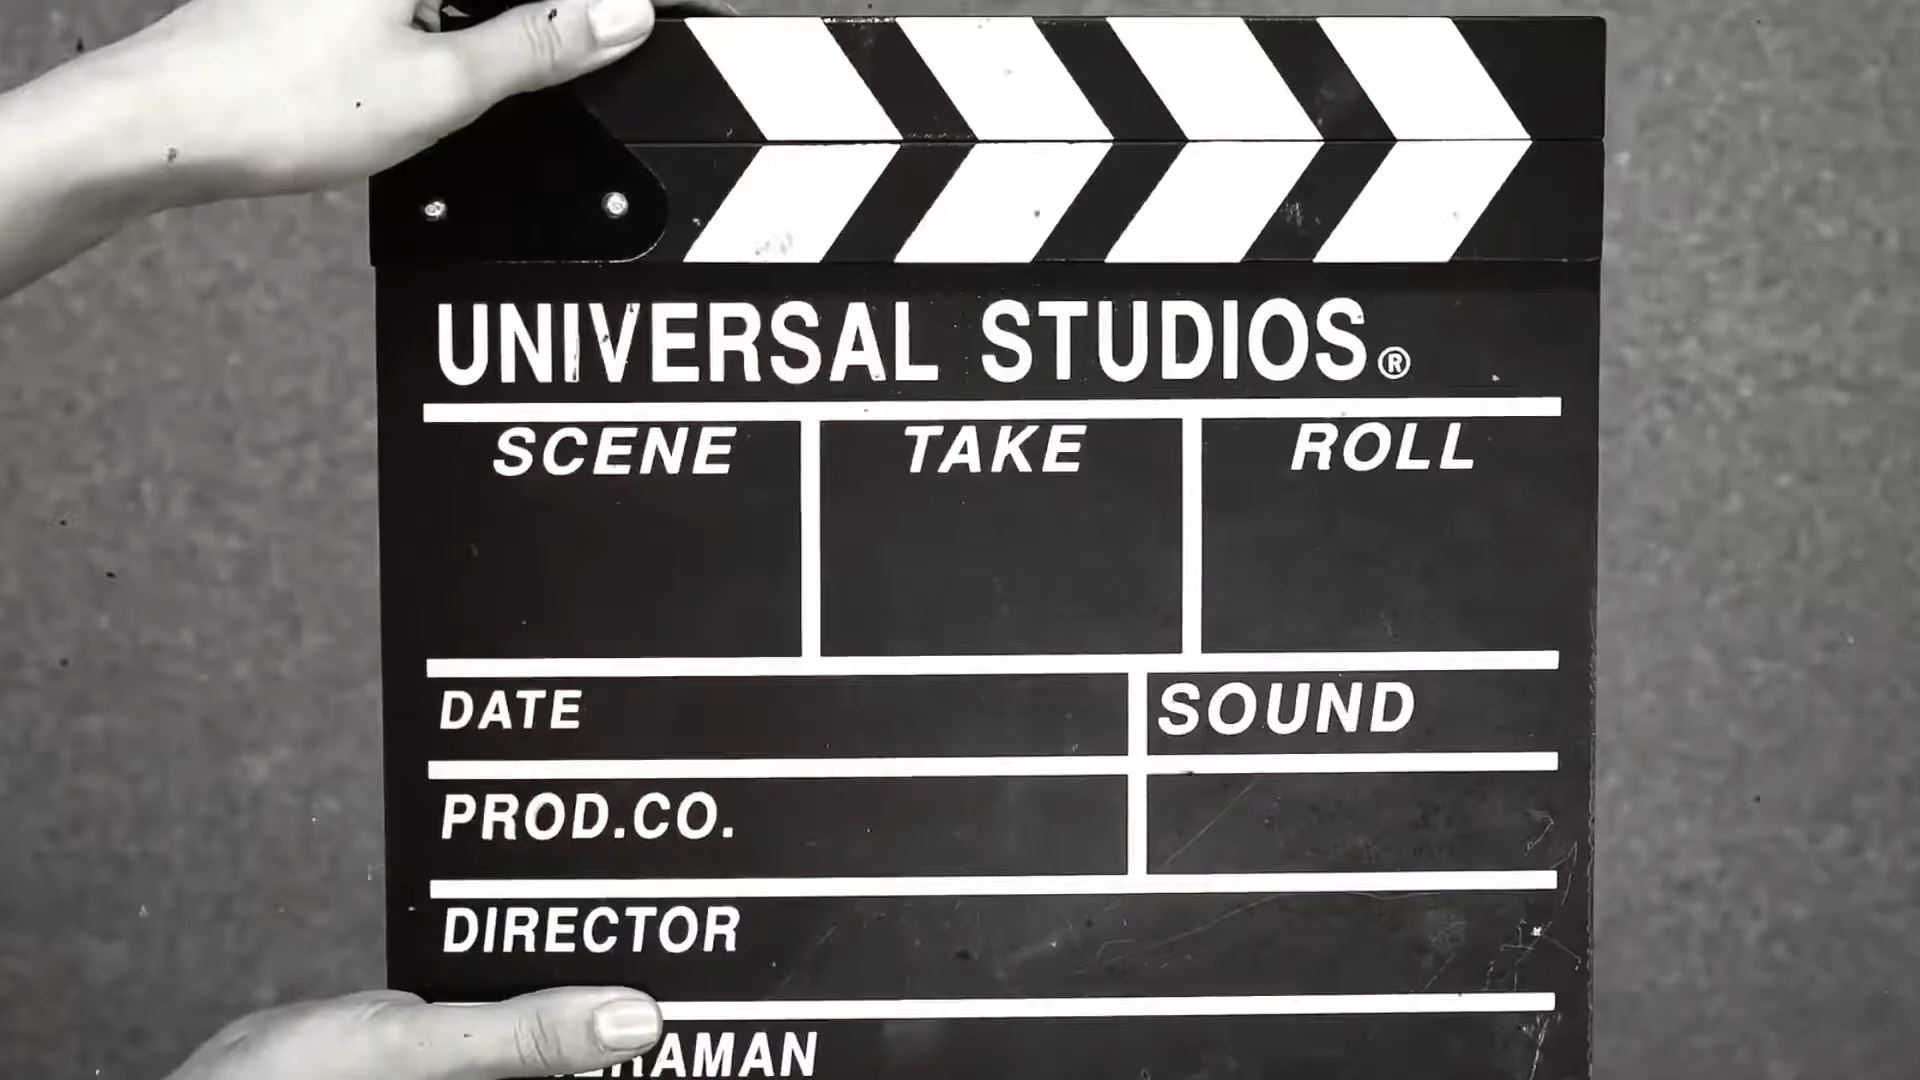 UNIVERSAL STUDIOS®
SCENE TAKE ROLL
DATE SOUND
PROD.CO.
DIRECTOR